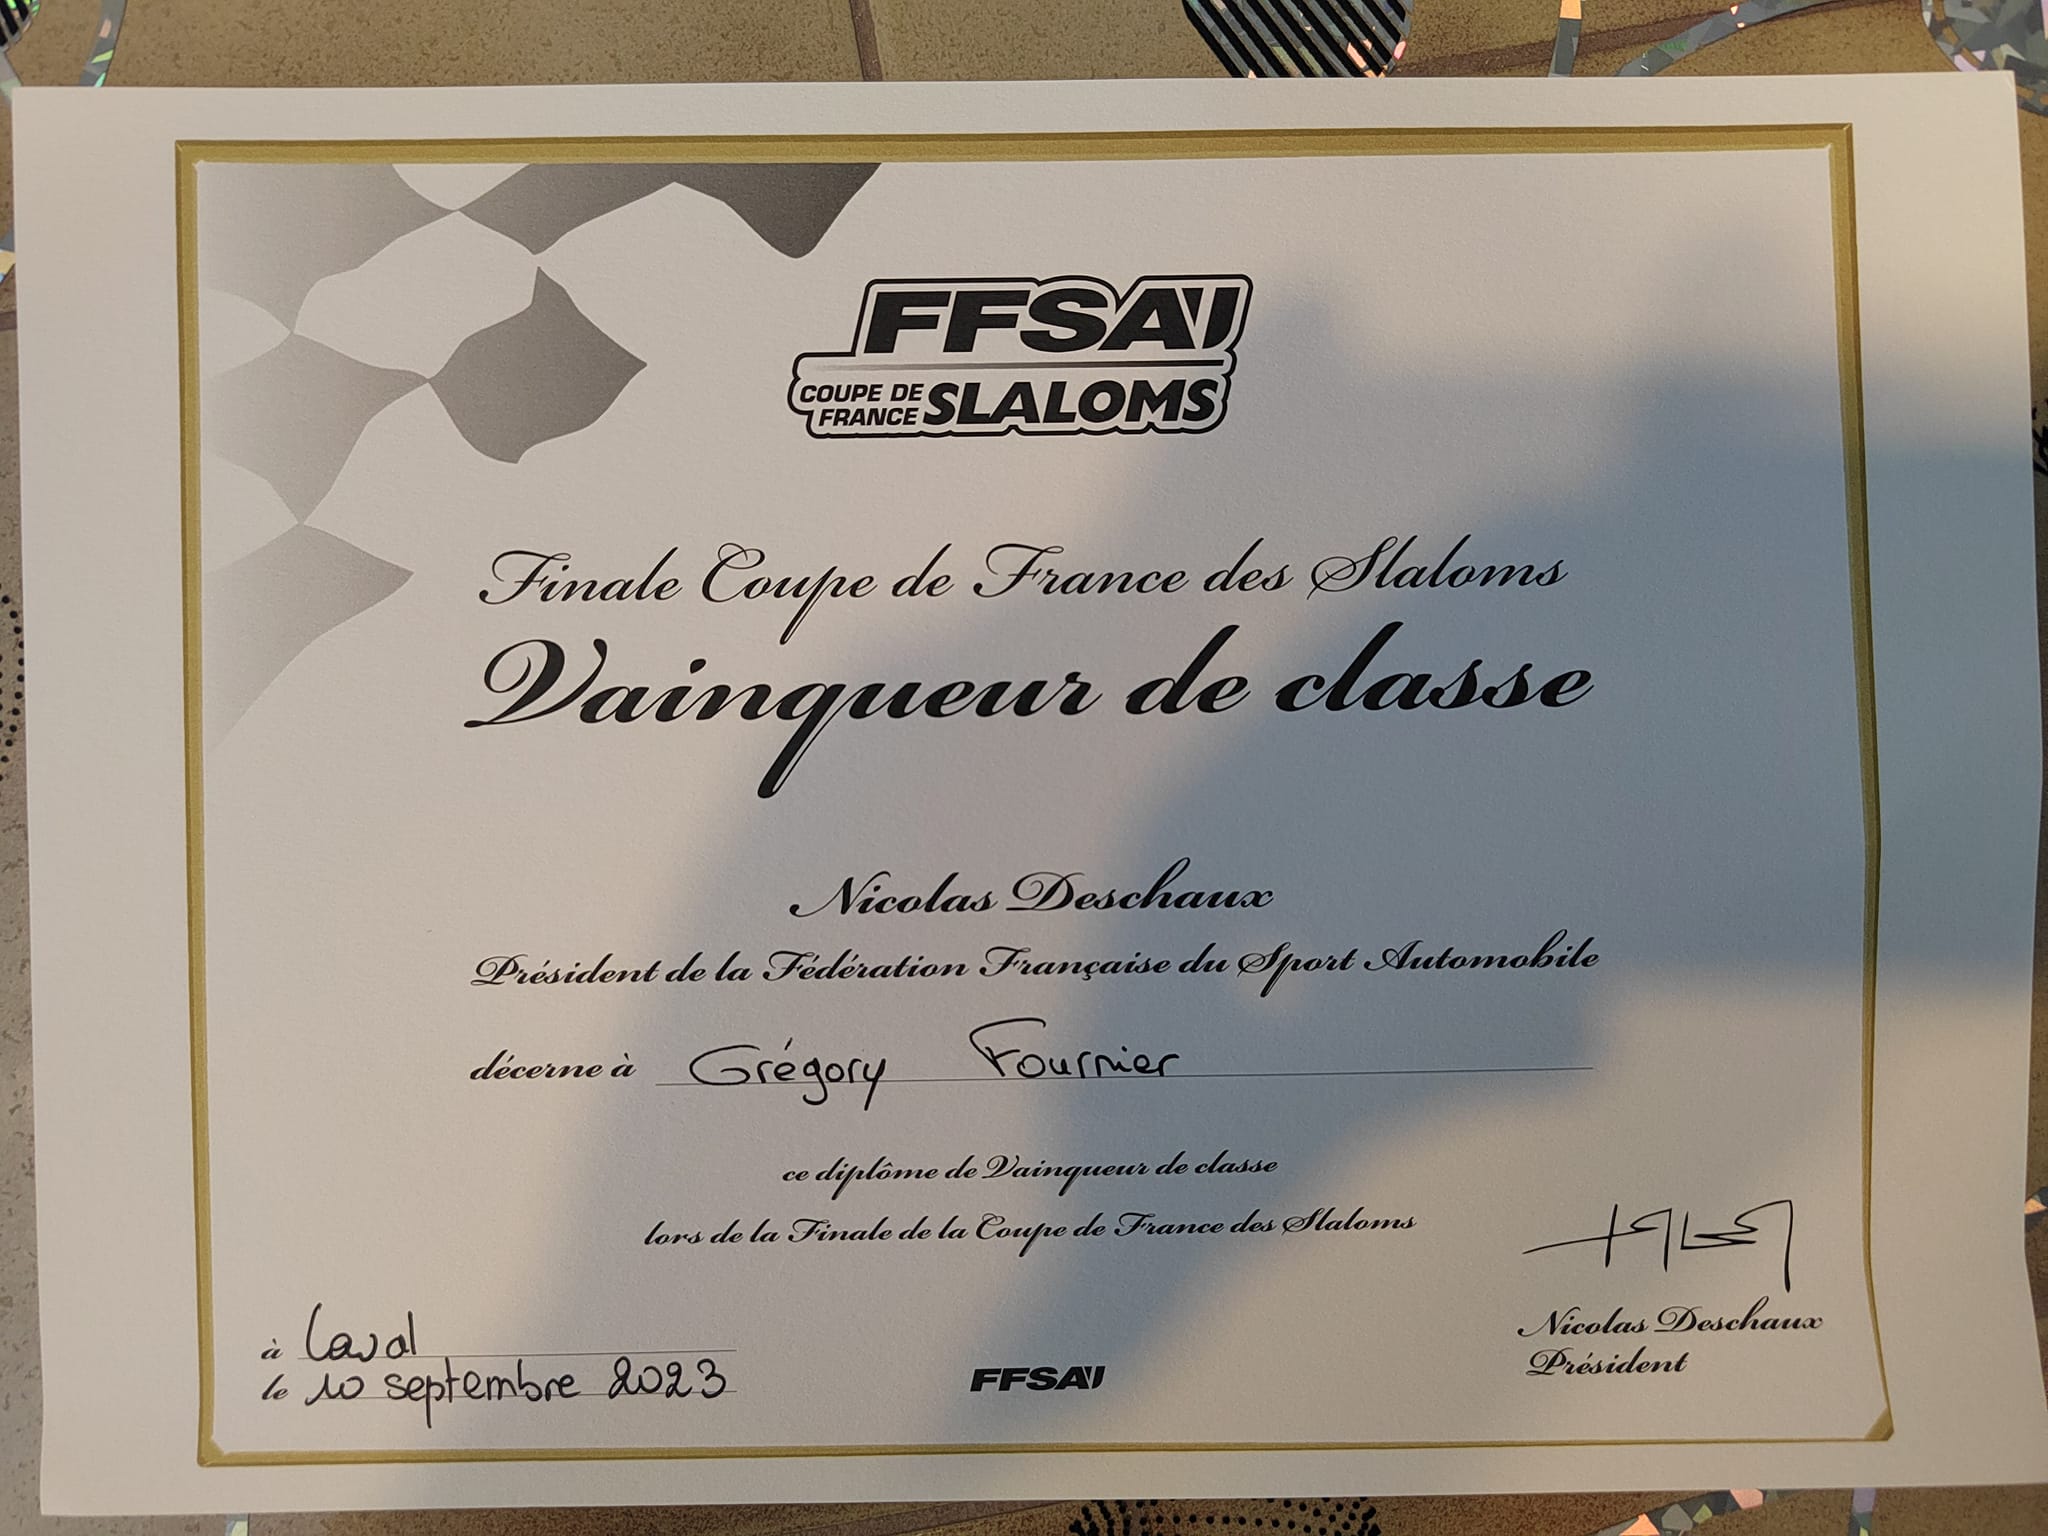 FFSA
COUPE DE
FRANCE SLALOMS
Finale Coupe de France des Slaloms
Vainqueur de classe
Nicolas Deschaux
Président de la Fédération Française du Sport Automobile
décerne à Grégory Fournier
ce diplôme de Vainqueur de classe
lors de la Finale de la Coupe de France des Slaloms
à Laval
le 10 septembre 2023
FFSA
Nicolas Deschaux
Président